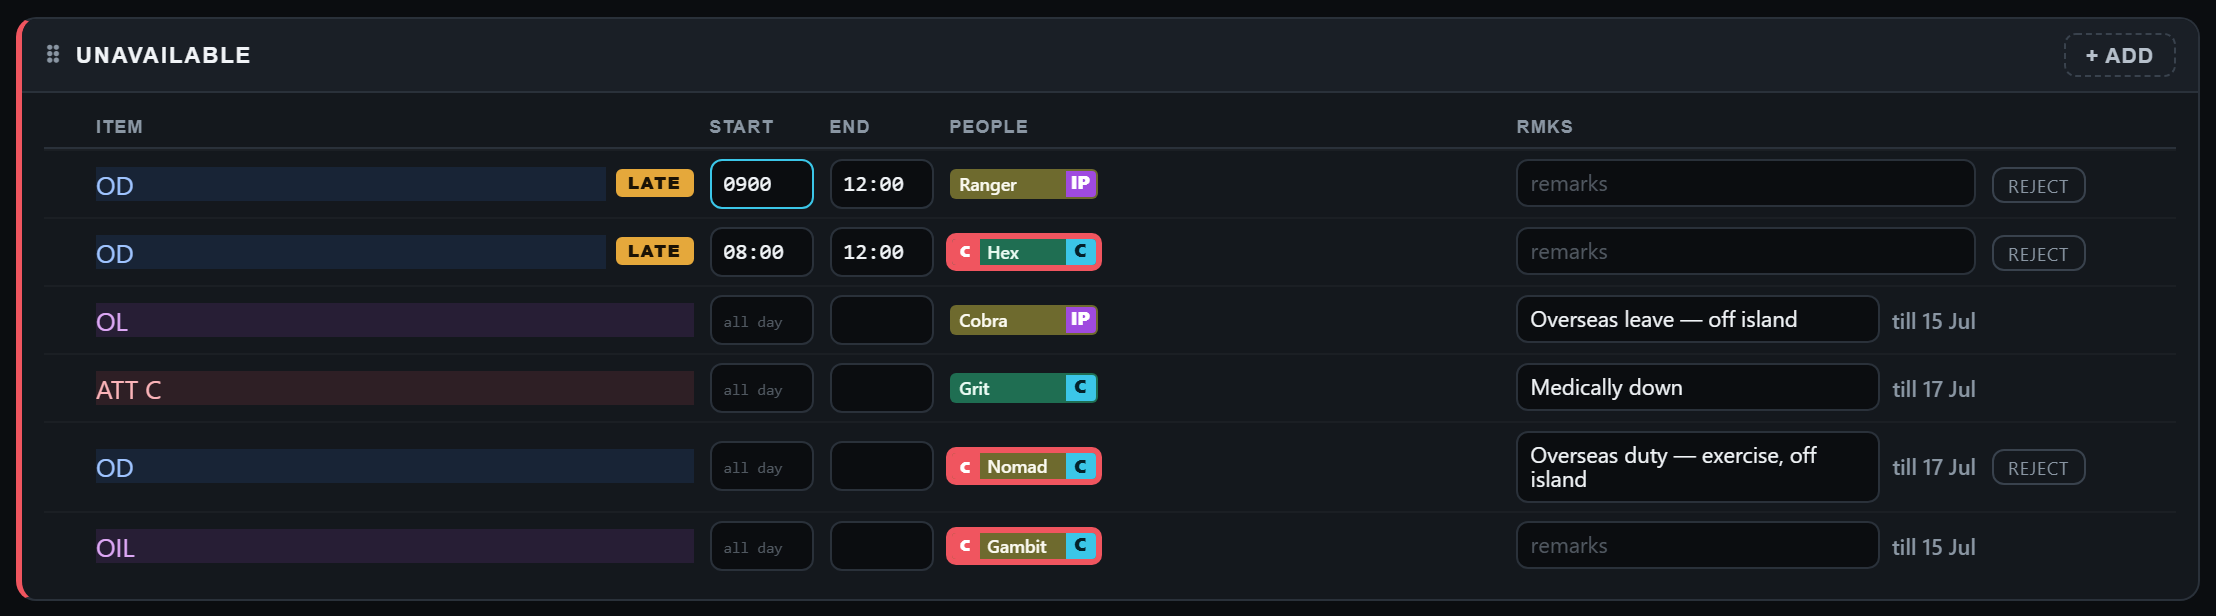 UNAVAILABLE
+ ADD
ITEM START END PEOPLE RMKS
OD LATE 0900 12:00 Ranger IP remarks REJECT
OD LATE 08:00 12:00 C Hex C remarks REJECT
OL all day Cobra IP Overseas leave — off island till 15 Jul
ATT C all day Grit C Medically down till 17 Jul
OD all day C Nomad C Overseas duty — exercise, off
island till 17 Jul REJECT
OIL all day C Gambit C remarks till 15 Jul